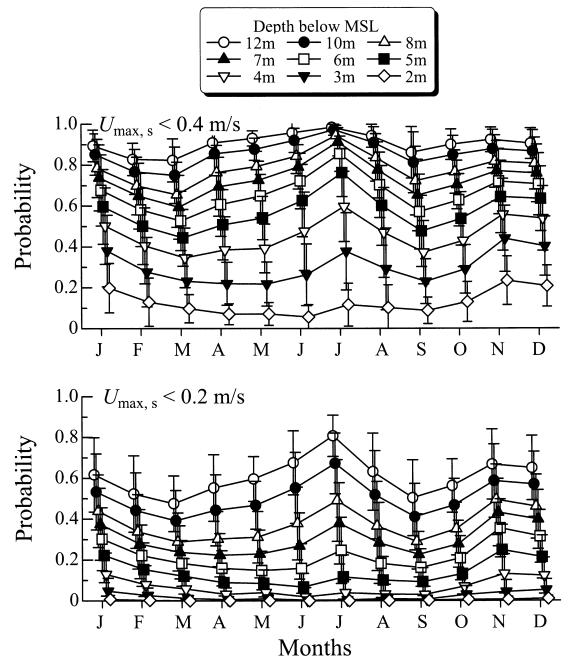 Depth below MSL
12m 10m 8m
7m 6m 5m
4m 3m 2m
Umax, s < 0.4 m/s
Probability
1.0
0.8
0.6
0.4
0.2
0
J F M A M J J A S O N D
Umax, s < 0.2 m/s
Probability
1.0
0.8
0.6
0.4
0.2
0
J F M A M J J A S O N D
Months